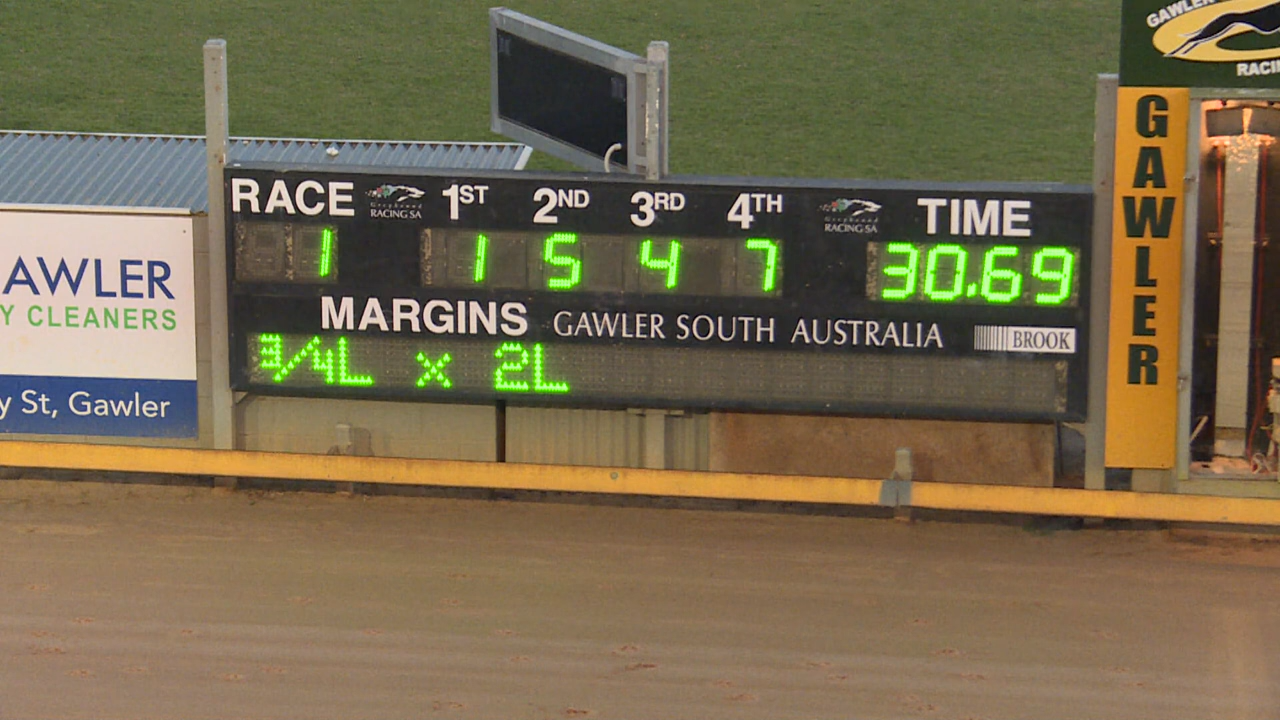 GAWLER
RACIN
RACE
Greyhound
RACING SA
1ST 2ND 3RD 4TH
Greyhound
RACING SA
TIME
1 1 5 4 7 30.69
MARGINS GAWLER SOUTH AUSTRALIA BROOK
3/4L x 2L
AWLER
Y CLEANERS
y St, Gawler
GAWLER